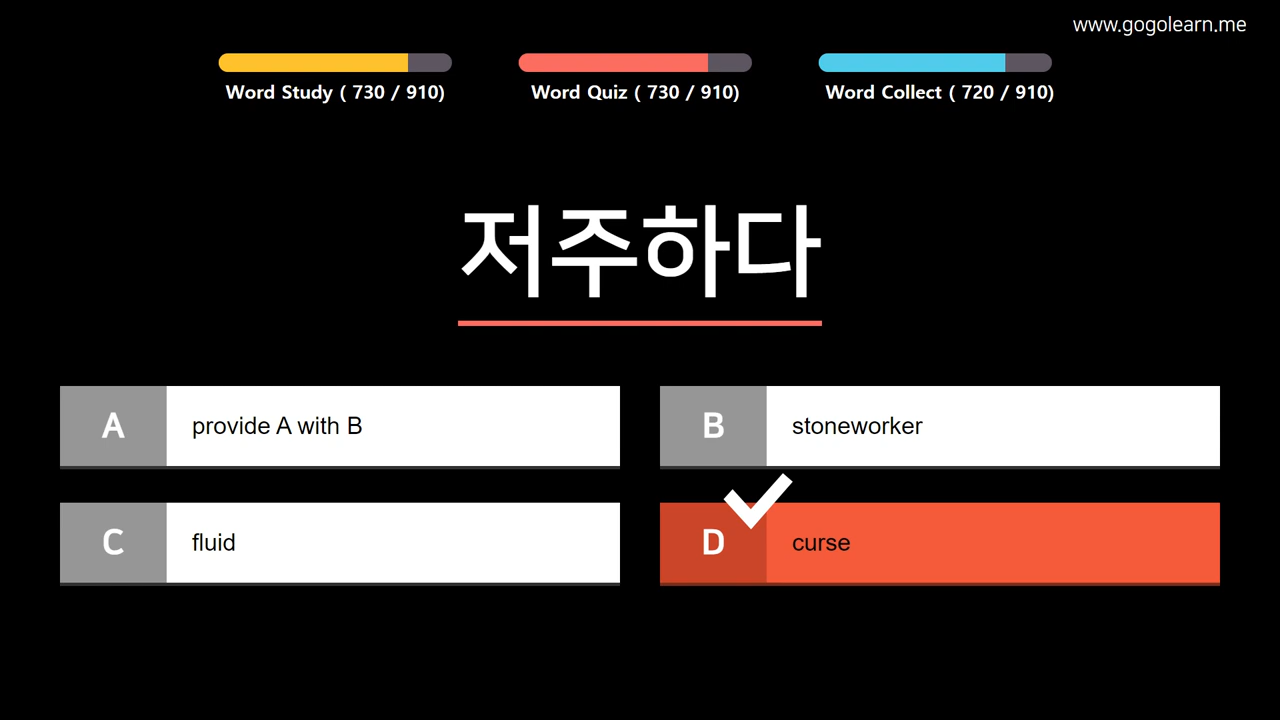 www.gogolearn.me
Word Study ( 730 / 910)
Word Quiz ( 730 / 910)
Word Collect ( 720 / 910)
저주하다
A provide A with B
B stoneworker
C fluid
D curse